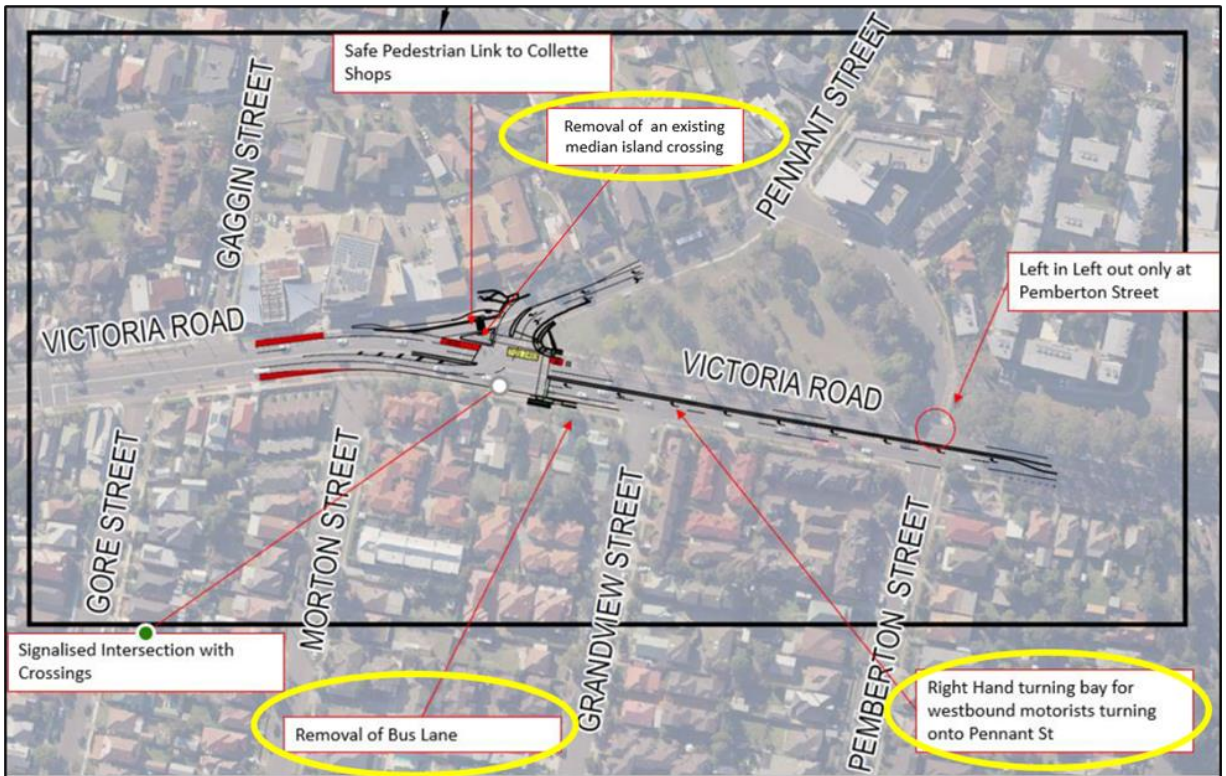 Safe Pedestrian Link to Collette
Shops
Removal of  an existing
median island crossing
PENNANT STREET
GAGGIN STREET
Left in Left out only at
Pemberton Street
VICTORIA ROAD
VICTORIA ROAD
GORE STREET
MORTON STREET
GRANDVIEW STREET
PEMBERTON STREET
Signalised Intersection with
Crossings
Removal of Bus Lane
Right Hand turning bay for
westbound motorists turning
onto Pennant St